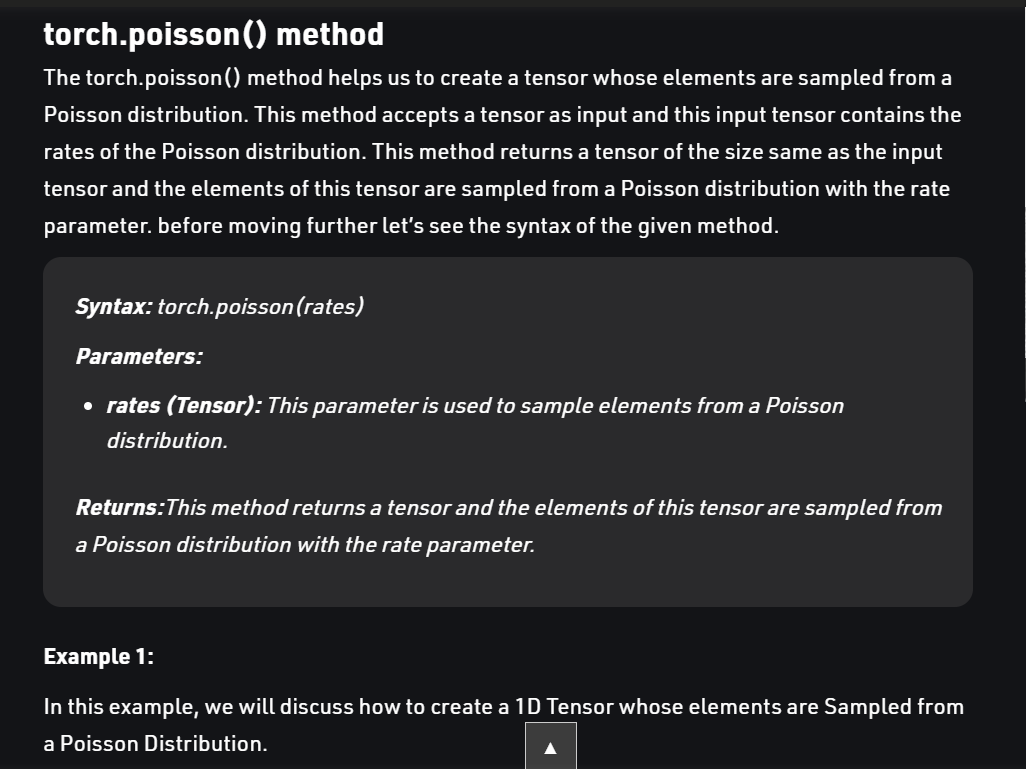 torch.poisson() method
The torch.poisson() method helps us to create a tensor whose elements are sampled from a
Poisson distribution. This method accepts a tensor as input and this input tensor contains the
rates of the Poisson distribution. This method returns a tensor of the size same as the input
tensor and the elements of this tensor are sampled from a Poisson distribution with the rate
parameter. before moving further let’s see the syntax of the given method.
Syntax: torch.poisson(rates)
Parameters:
• rates (Tensor): This parameter is used to sample elements from a Poisson
distribution.
Returns:This method returns a tensor and the elements of this tensor are sampled from
a Poisson distribution with the rate parameter.
Example 1:
In this example, we will discuss how to create a 1D Tensor whose elements are Sampled from
a Poisson Distribution.